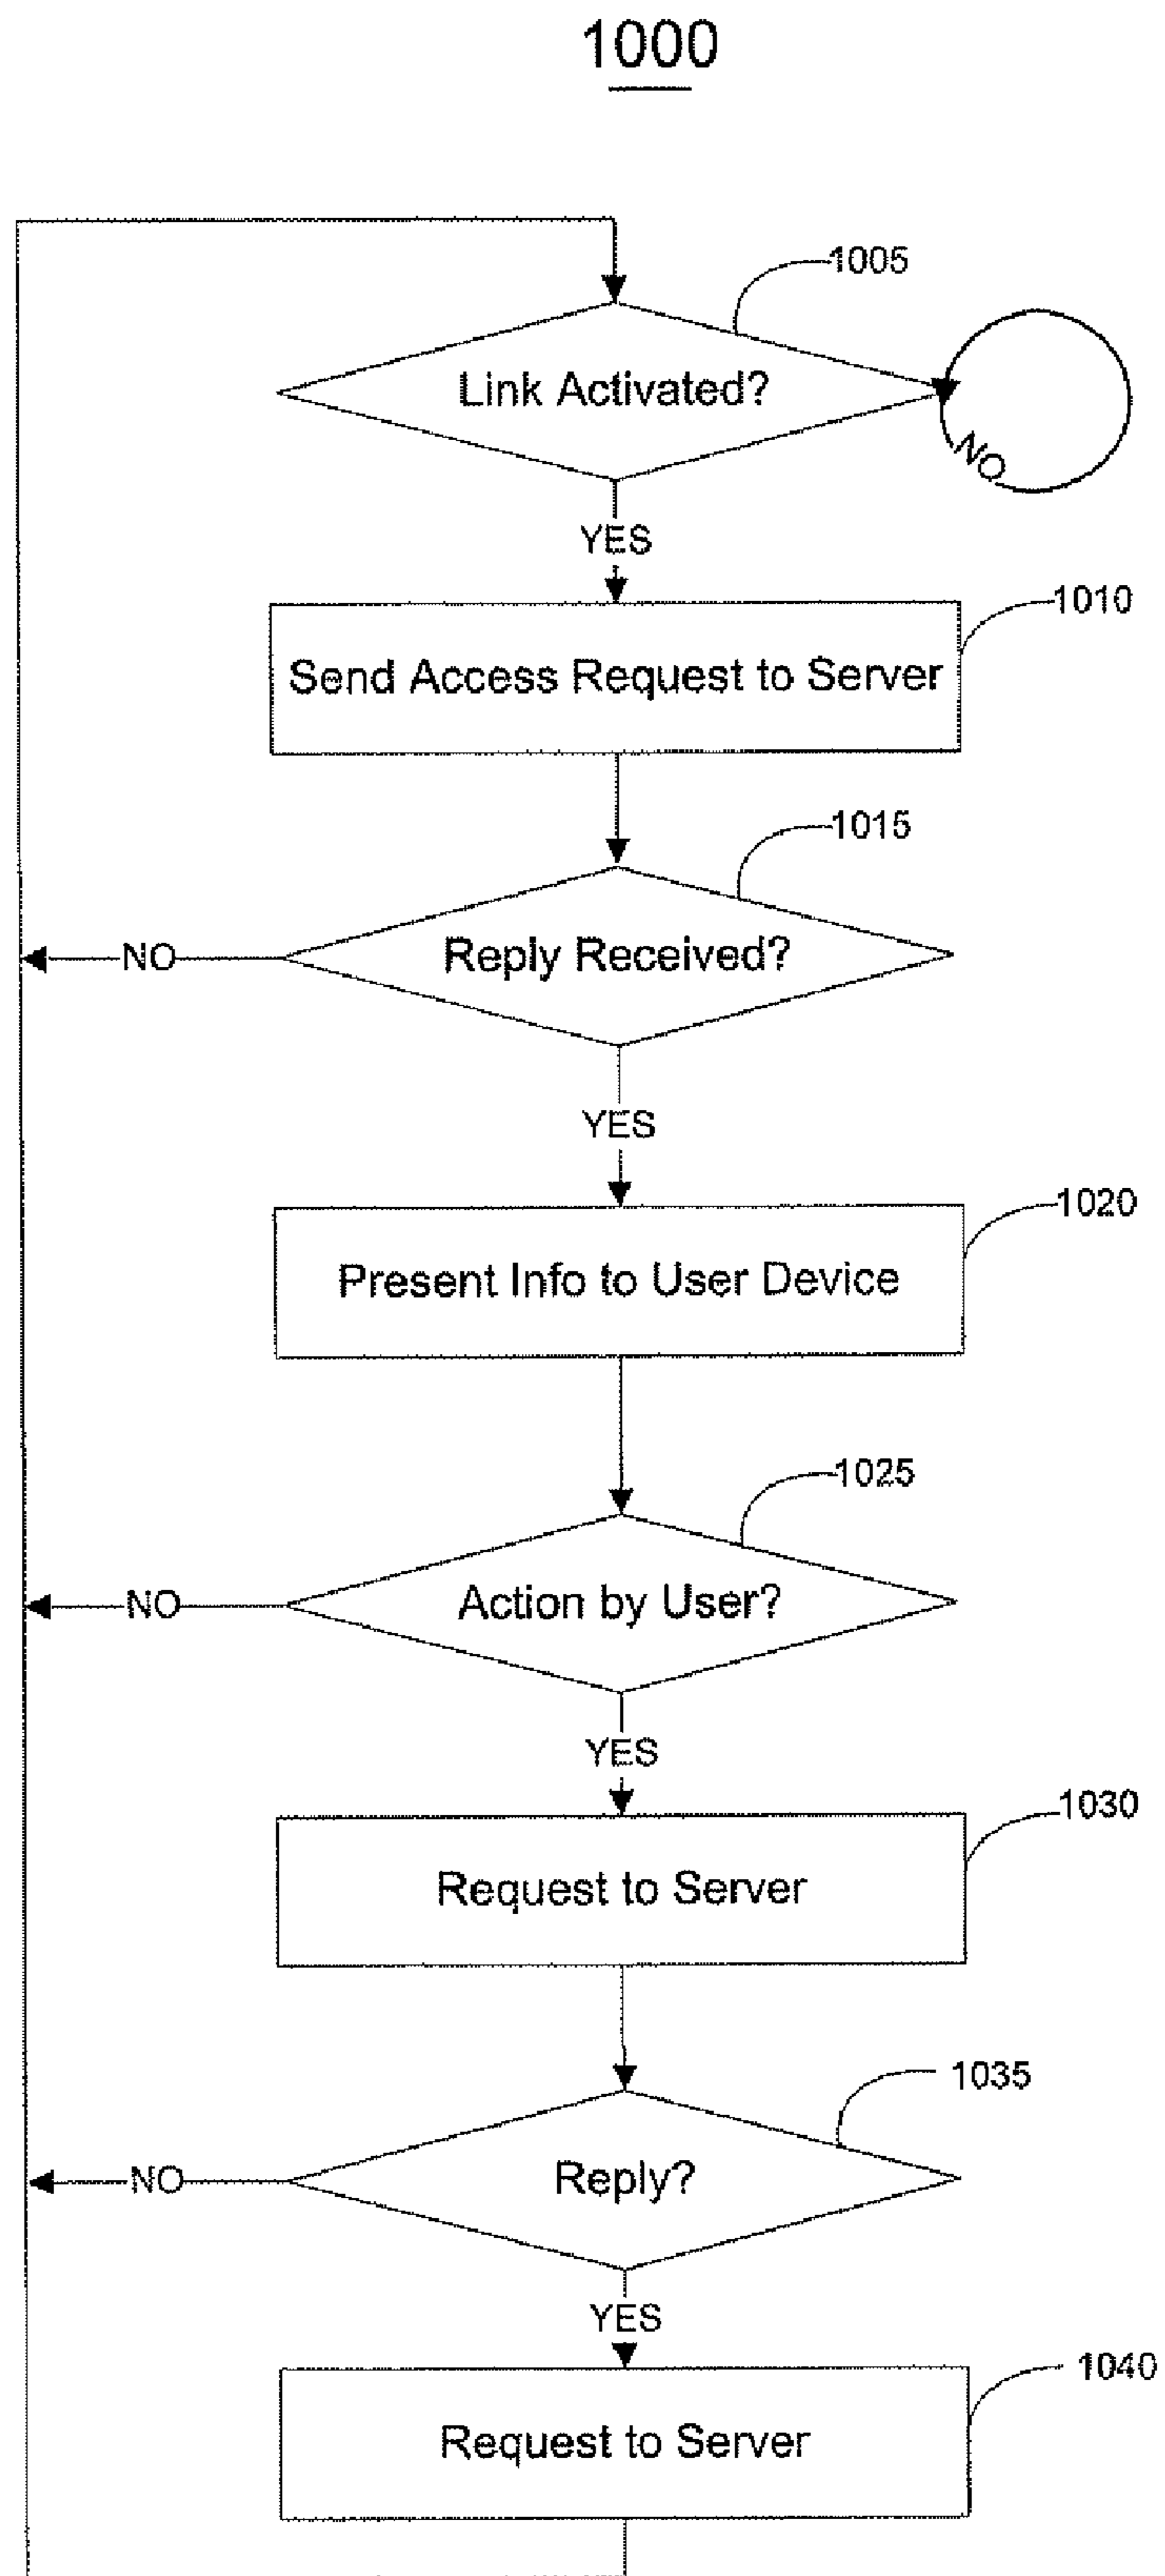 1000
1005
Link Activated?
NO
YES
1010
Send Access Request to Server
1015
Reply Received?
NO
YES
1020
Present Info to User Device
1025
Action by User?
NO
YES
1030
Request to Server
1035
Reply?
NO
YES
1040
Request to Server